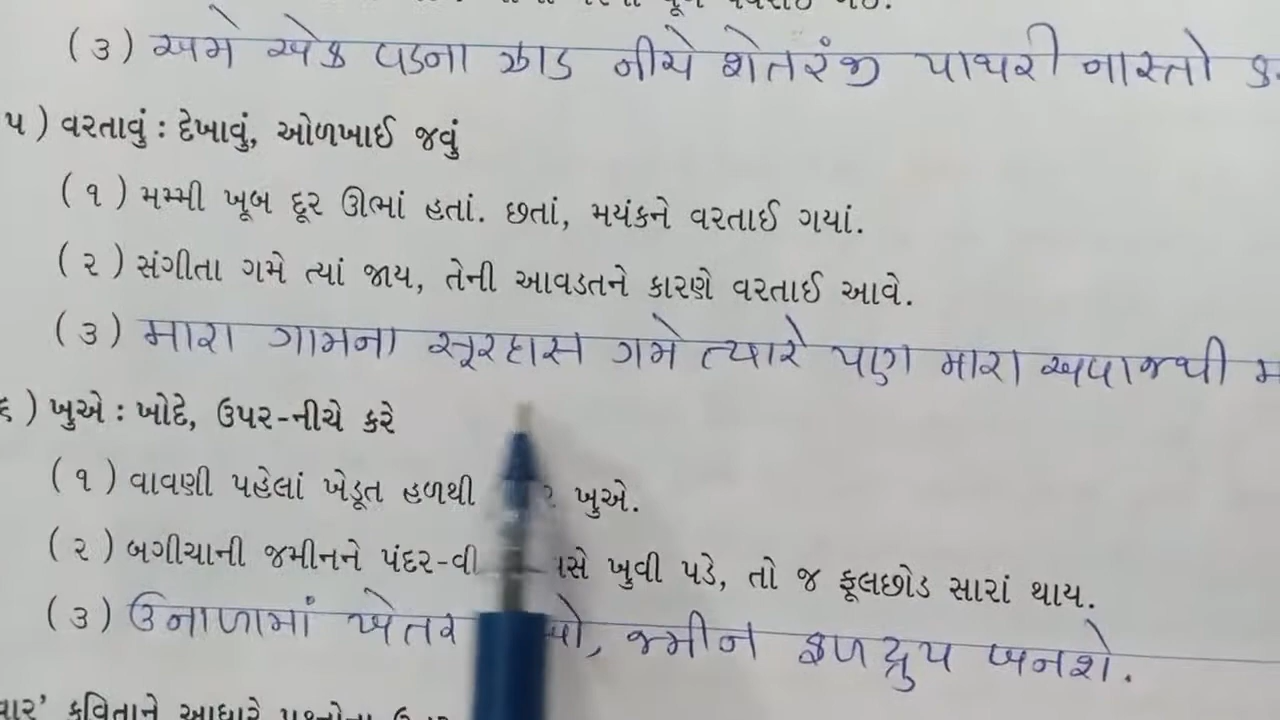 (૩) અમે એક વડના ઝાડ નીચે શેતરંજી પાથરી નાસ્તો
૫) વરતાવું : દેખાવું, ઓળખાઈ જવું
(૧) મમ્મી ખૂબ દૂર ઊભાં હતાં. છતાં, મયંકને વરતાઈ ગયાં.
(૨) સંગીતા ગમે ત્યાં જાય, તેની આવડતને કારણે વરતાઈ આવે.
(૩) મારા ગામના સૂરદાસ ગમે ત્યારે પણ મારા અવાજથી
૬) ખુએ : ખોદે, ઉપર-નીચે કરે
(૧) વાવણી પહેલાં ખેડૂત હળથી ખુએ.
(૨) બગીચાની જમીનને પંદર-વી ખુવી પડે, તો જ ફૂલછોડ સારાં થાય.
(૩) ઉનાળામાં ખેતર જમીન ફળદ્રુપ બનશે.
કવિતાને આધારે